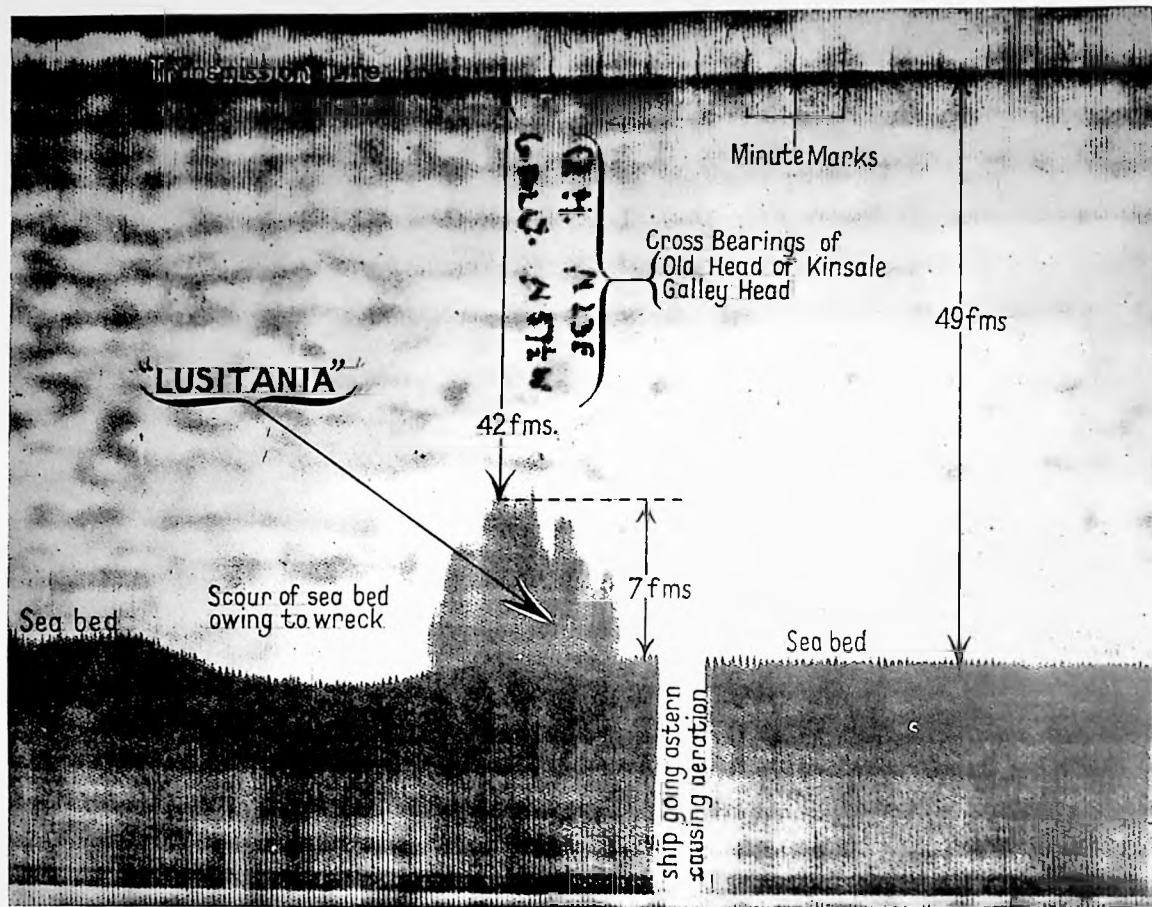 Transmission Line
Minute Marks
Cross Bearings of
Old Head of Kinsale
Galley Head
49 fms
"LUSITANIA"
42 fms.
7 fms
Scour of sea bed
owing to wreck
Sea bed
Sea bed
ship going astern
causing aeration